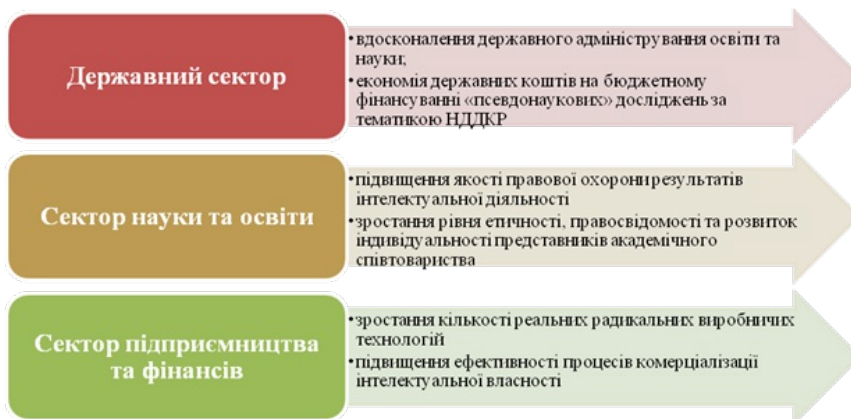 Державний сектор
•вдосконалення державного адміністрування освіти та
науки;
•економія державних коштів на бюджетному
фінансуванні «псевдонаукових» досліджень за
тематикою НДДКР
Сектор науки та освіти
•підвищення якості правової охорони результатів
інтелектуальної діяльності
•зростання рівня етичності, правосвідомості та розвиток
індивідуальності представників академічного
співтовариства
Сектор підприємництва
та фінансів
•зростання кількості реальних радикальних виробничих
технологій
•підвищення ефективності процесів комерціалізації
інтелектуальної власності